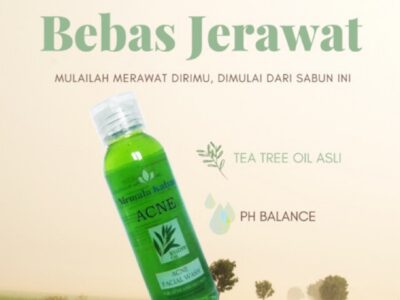 Bebas Jerawat
MULAILAH MERAWAT DIRIMU, DIMULAI DARI SABUN INI
TEA TREE OIL ASLI
PH BALANCE
Nirmala
ACNE
ACNE
FACIAL WASH